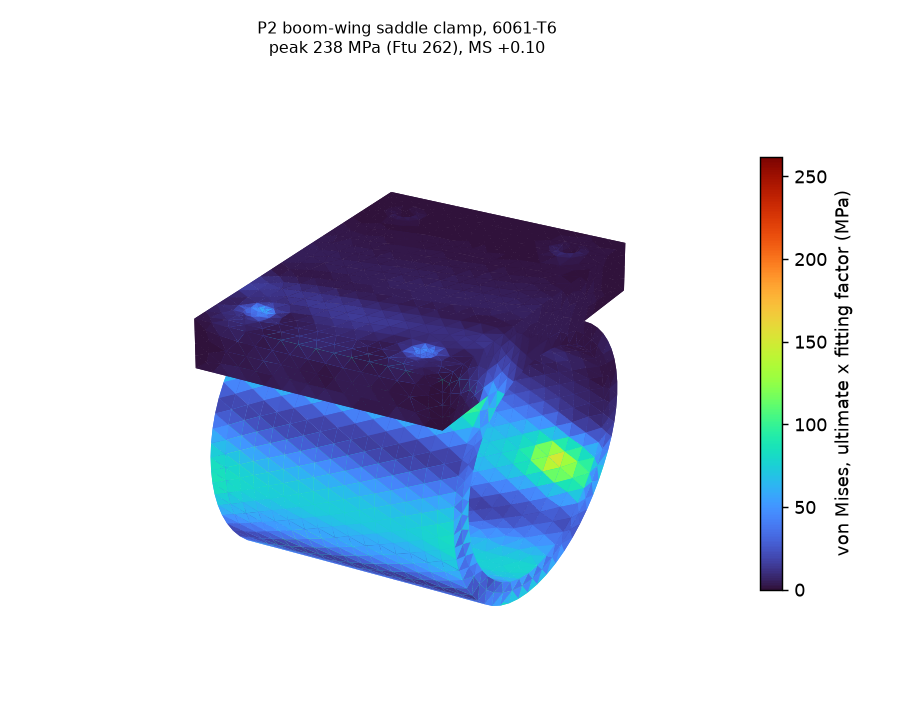 P2 boom-wing saddle clamp, 6061-T6
peak 238 MPa (Ftu 262), MS +0.10
250
200
150
100
50
0
von Mises, ultimate x fitting factor (MPa)